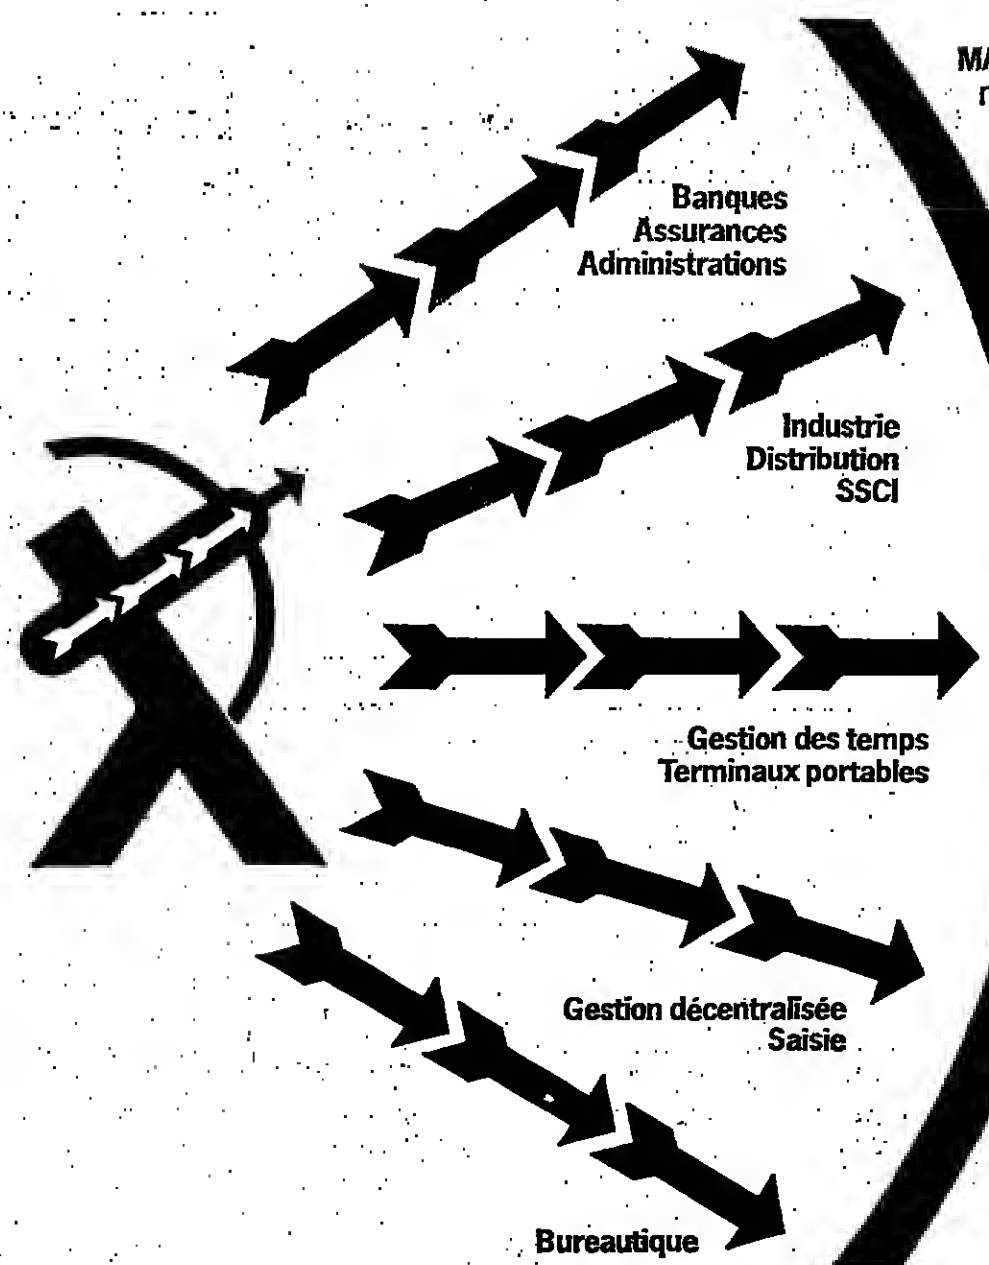 Banques
Assurances
Administrations
Industrie
Distribution
SSCI
Gestion des temps
Terminaux portables
Gestion décentralisée
Saisie
Bureautique